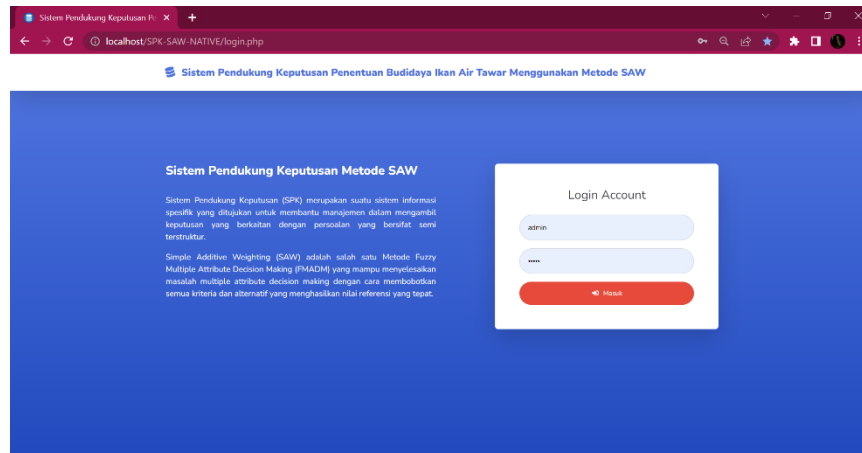 Sistem Pendukung Keputusan Pe
localhost/SPK-SAW-NATIVE/login.php
Sistem Pendukung Keputusan Penentuan Budidaya Ikan Air Tawar Menggunakan Metode SAW
Sistem Pendukung Keputusan Metode SAW
Sistem Pendukung Keputusan (SPK) merupakan suatu sistem informasi
spesifik yang ditujukan untuk membantu manajemen dalam mengambil
keputusan yang berkaitan dengan persoalan yang bersifat semi
terstruktur.
Simple Additive Weighting (SAW) adalah salah satu Metode Fuzzy
Multiple Attribute Decision Making (FMADM) yang mampu menyelesaikan
masalah multiple attribute decision making dengan cara membobotkan
semua kriteria dan alternatif yang menghasilkan nilai referensi yang tepat.
Login Account
admin
•••••
Masuk